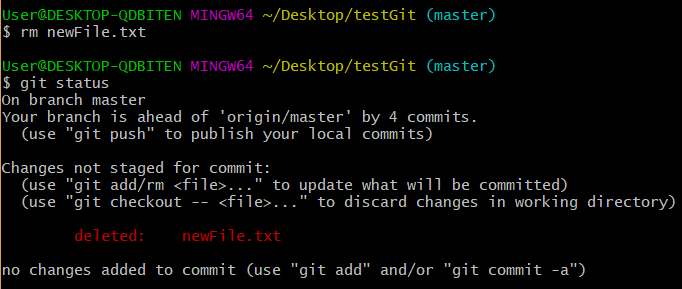 User@DESKTOP-QDBITEN MINGW64 ~/Desktop/testGit (master)
$ rm newFile.txt
User@DESKTOP-QDBITEN MINGW64 ~/Desktop/testGit (master)
$ git status
On branch master
Your branch is ahead of 'origin/master' by 4 commits.
  (use "git push" to publish your local commits)
Changes not staged for commit:
  (use "git add/rm <file>..." to update what will be committed)
  (use "git checkout -- <file>..." to discard changes in working directory)
        deleted:    newFile.txt
no changes added to commit (use "git add" and/or "git commit -a")